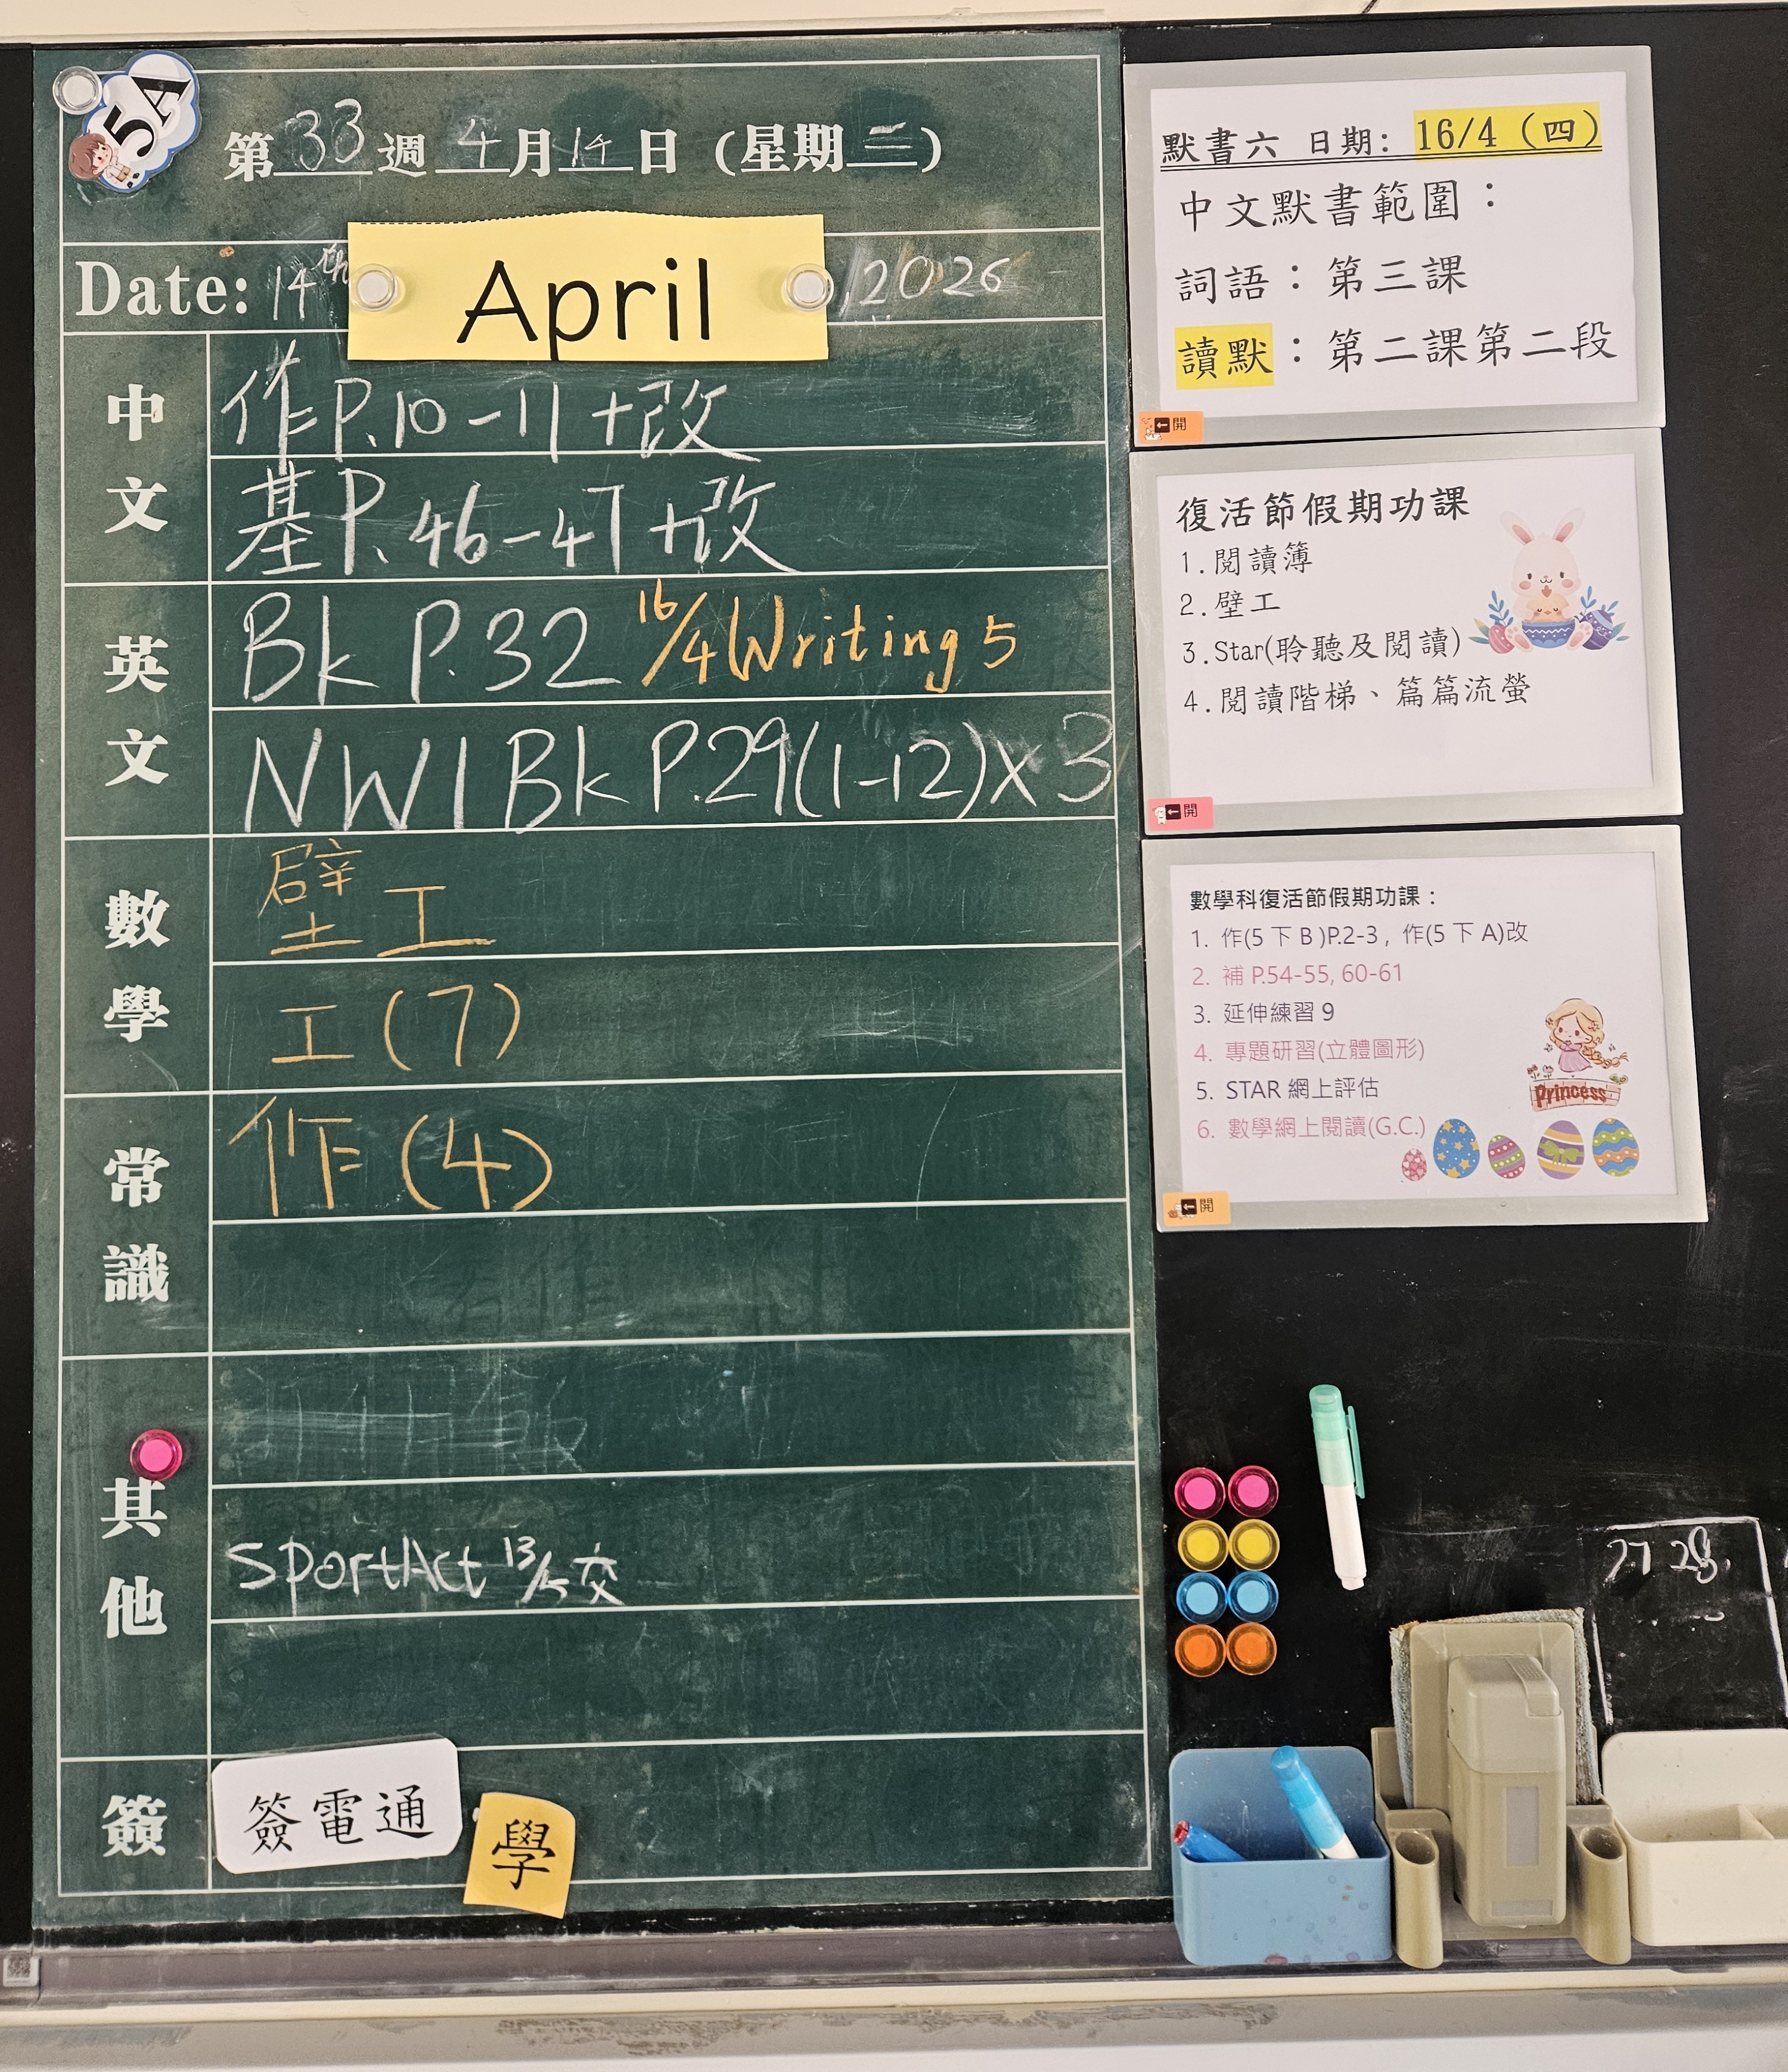 5A
第33週 4月14日 (星期二)
Date: 14th April, 2026
中文
作P.10-11+改
基P.46-47+改
英文
Bk P.32 16/4 Writing 5
NW1 Bk P.29(1-12)x3
數學
壁工
工(7)
常識
作(4)
其他
SportAct 13/5交
簽
簽電通
學
默書六 日期: 16/4 (四)
中文默書範圍:
詞語:第三課
讀默:第二課第二段
開
復活節假期功課
1.閱讀簿
2.壁工
3.Star(聆聽及閱讀)
4.閱讀階梯、篇篇流螢
開
數學科復活節假期功課:
1. 作(5下B)P.2-3, 作(5下A)改
2. 補 P.54-55, 60-61
3. 延伸練習 9
4. 專題研習(立體圖形)
5. STAR 網上評估
6. 數學網上閱讀(G.C.)
Princess
開
27 28.